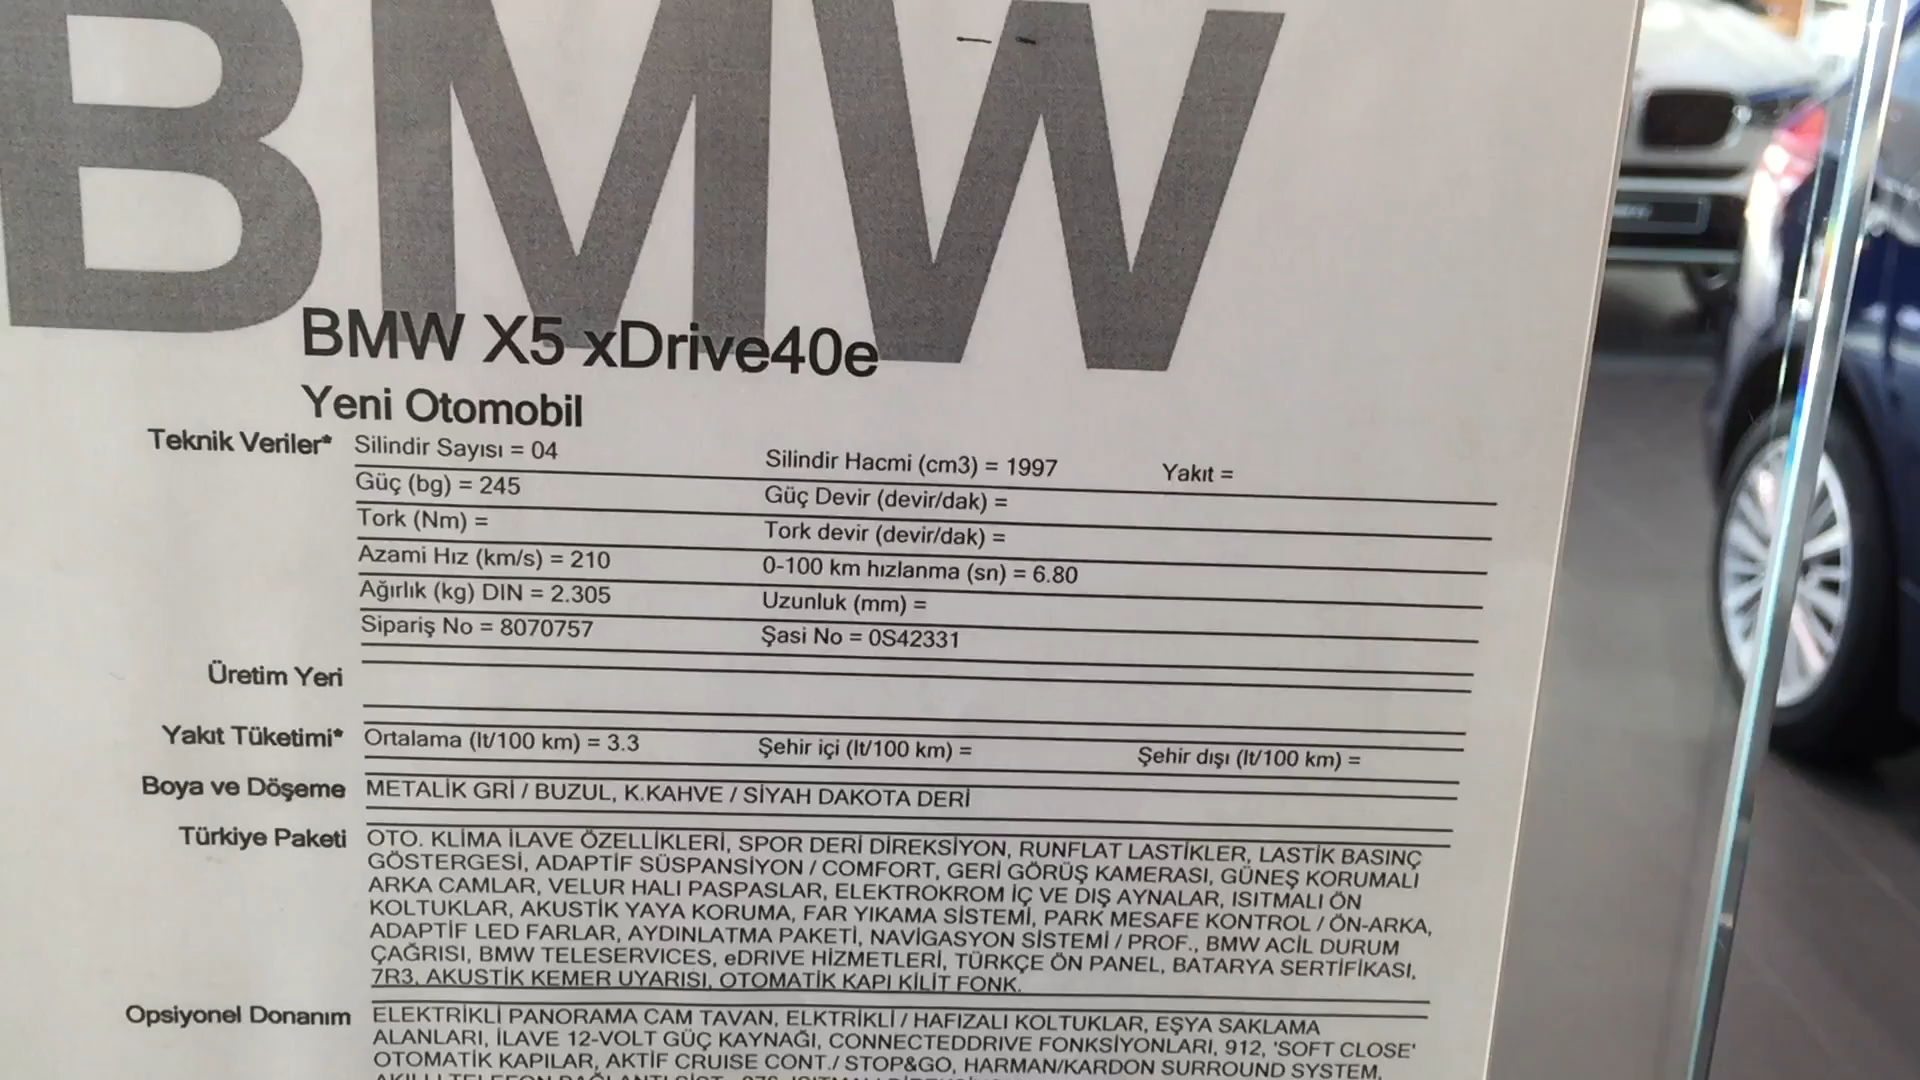 BMW
BMW X5 xDrive40e
Yeni Otomobil
Teknik Veriler* Silindir Sayısı = 04 Silindir Hacmi (cm3) = 1997 Yakıt =
Güç (bg) = 245 Güç Devir (devir/dak) =
Tork (Nm) = Tork devir (devir/dak) =
Azami Hız (km/s) = 210 0-100 km hızlanma (sn) = 6.80
Ağırlık (kg) DIN = 2.305 Uzunluk (mm) =
Sipariş No = 8070757 Şasi No = 0S42331
Üretim Yeri
Yakıt Tüketimi* Ortalama (lt/100 km) = 3.3 Şehir içi (lt/100 km) = Şehir dışı (lt/100 km) =
Boya ve Döşeme METALİK GRİ / BUZUL, K.KAHVE / SİYAH DAKOTA DERİ
Türkiye Paketi OTO. KLİMA İLAVE ÖZELLİKLERİ, SPOR DERİ DİREKSİYON, RUNFLAT LASTİKLER, LASTİK BASINÇ
GÖSTERGESİ, ADAPTİF SÜSPANSİYON / COMFORT, GERİ GÖRÜŞ KAMERASI, GÜNEŞ KORUMALI
ARKA CAMLAR, VELUR HALI PASPASLAR, ELEKTROKROM İÇ VE DIŞ AYNALAR, ISITMALI ÖN
KOLTUKLAR, AKUSTİK YAYA KORUMA, FAR YIKAMA SİSTEMİ, PARK MESAFE KONTROL / ÖN-ARKA,
ADAPTİF LED FARLAR, AYDINLATMA PAKETİ, NAVİGASYON SİSTEMİ / PROF., BMW ACİL DURUM
ÇAĞRISI, BMW TELESERVICES, eDRIVE HİZMETLERİ, TÜRKÇE ÖN PANEL, BATARYA SERTİFİKASI,
7R3, AKUSTİK KEMER UYARISI, OTOMATİK KAPI KİLİT FONK.
Opsiyonel Donanım ELEKTRİKLİ PANORAMA CAM TAVAN, ELKTRİKLİ / HAFIZALI KOLTUKLAR, EŞYA SAKLAMA
ALANLARI, İLAVE 12-VOLT GÜÇ KAYNAĞI, CONNECTEDDRIVE FONKSİYONLARI, 912, 'SOFT CLOSE'
OTOMATİK KAPILAR, AKTİF CRUISE CONT./ STOP&GO, HARMAN/KARDON SURROUND SYSTEM,